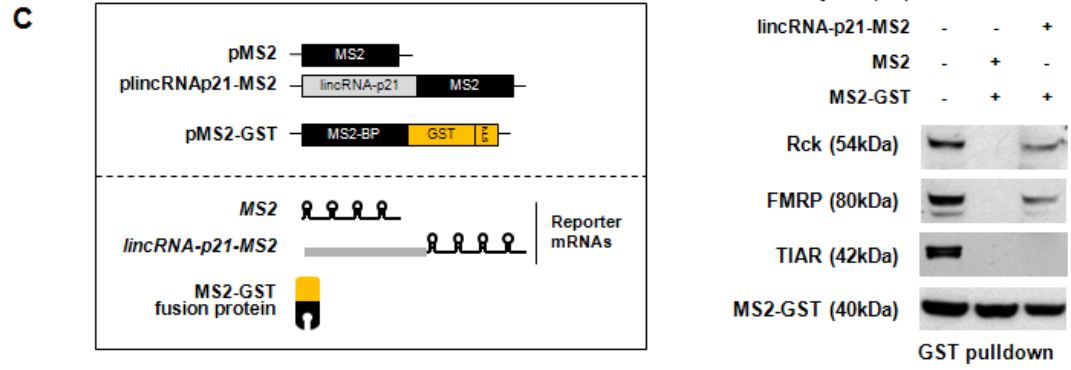 C
pMS2
MS2
plincRNAp21-MS2
lincRNA-p21
MS2
pMS2-GST
MS2-BP
GST
NLS
MS2
lincRNA-p21-MS2
Reporter
mRNAs
MS2-GST
fusion protein
lincRNA-p21-MS2 - - +
MS2 - + -
MS2-GST - + +
Rck (54kDa)
FMRP (80kDa)
TIAR (42kDa)
MS2-GST (40kDa)
GST pulldown